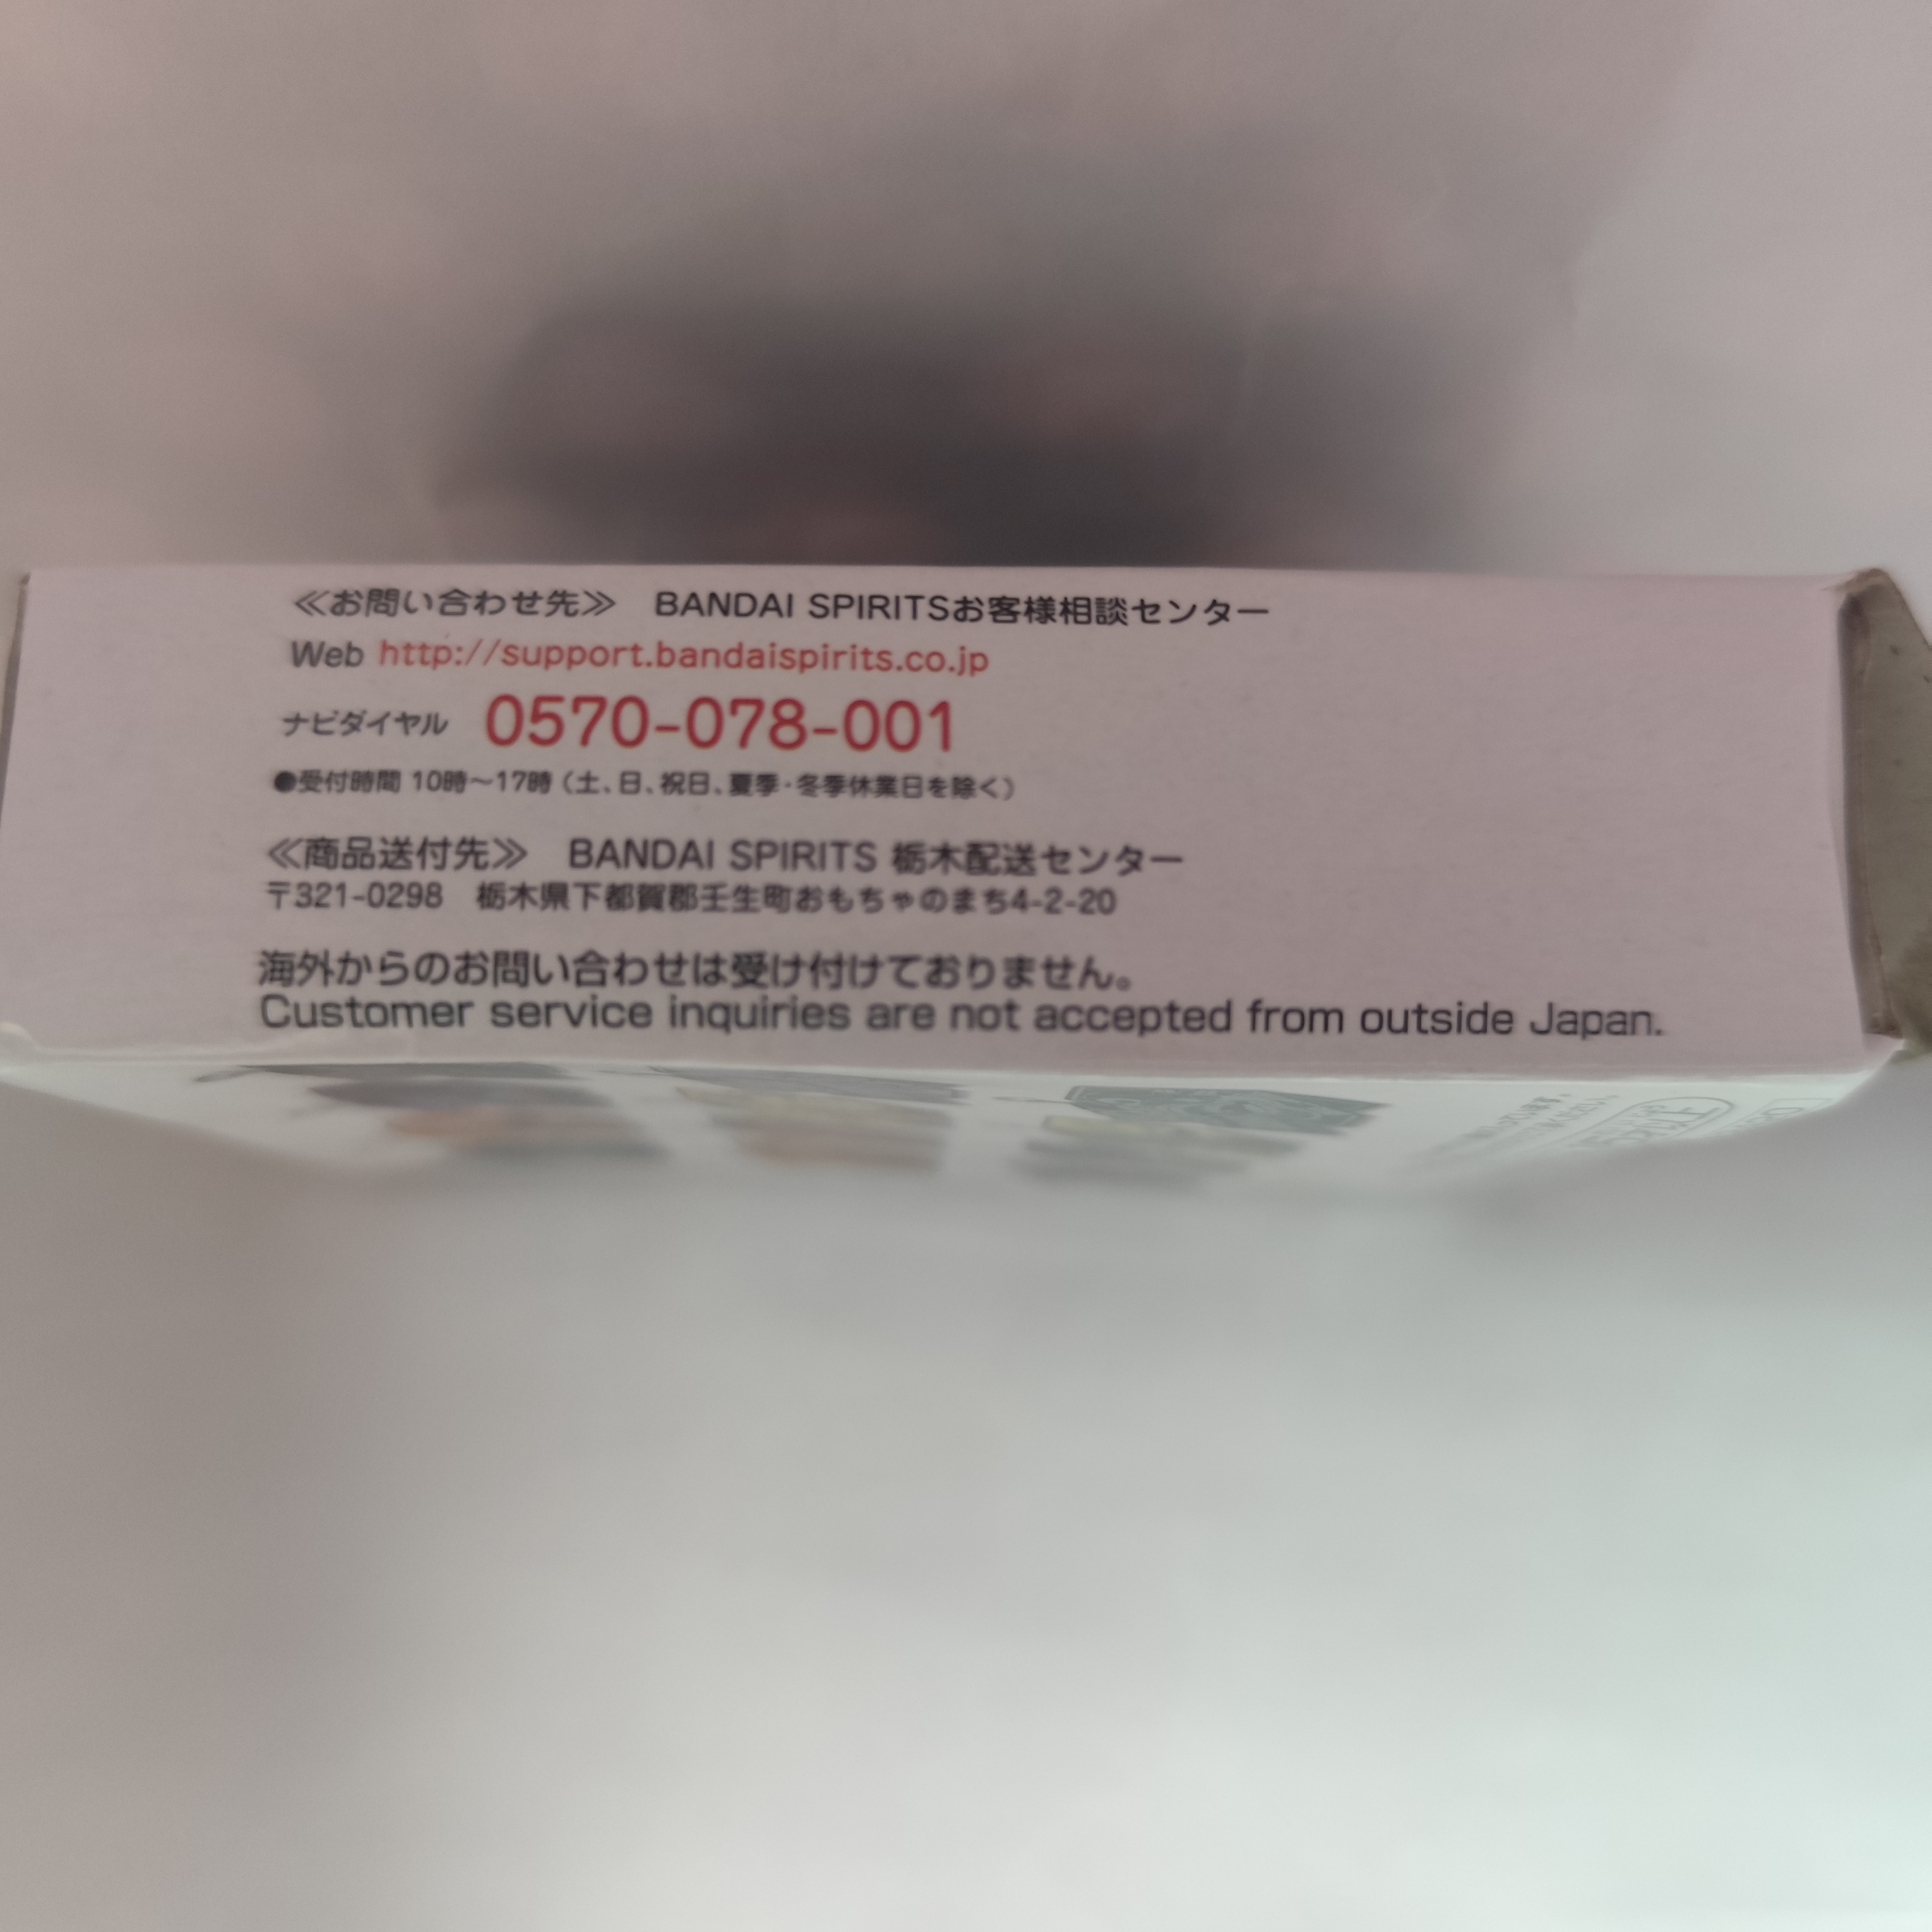 ≪お問い合わせ先≫　BANDAI SPIRITSお客様相談センター
Web http://support.bandaispirits.co.jp
ナビダイヤル 0570-078-001
●受付時間 10時～17時（土、日、祝日、夏季・冬季休業日を除く）
≪商品送付先≫　BANDAI SPIRITS 栃木配送センター
〒321-0298　栃木県下都賀郡壬生町おもちゃのまち4-2-20
海外からのお問い合わせは受け付けておりません。
Customer service inquiries are not accepted from outside Japan.